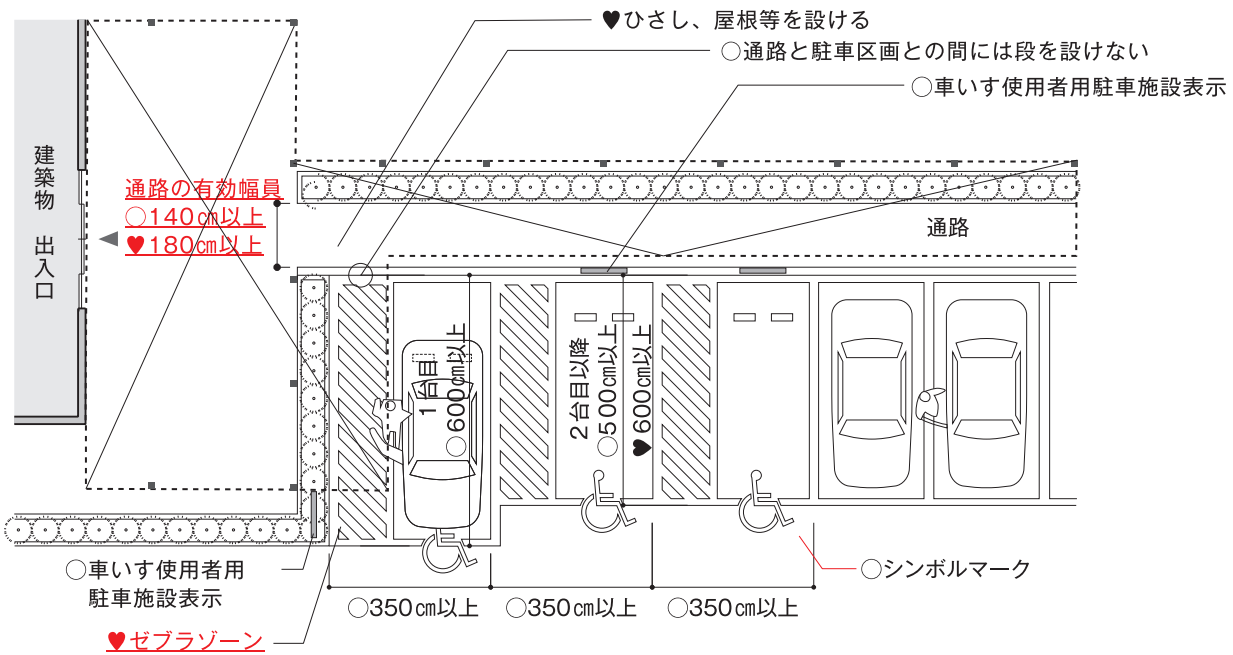 ♥ひさし、屋根等を設ける
○通路と駐車区画との間には段を設けない
○車いす使用者用駐車施設表示
建築物 出入口
通路の有効幅員
○140㎝以上
♥180㎝以上
通路
1台目
○600㎝以上
2台目以降
○500㎝以上
♥600㎝以上
○車いす使用者用
駐車施設表示
○シンボルマーク
○350㎝以上
○350㎝以上
○350㎝以上
♥ゼブラゾーン